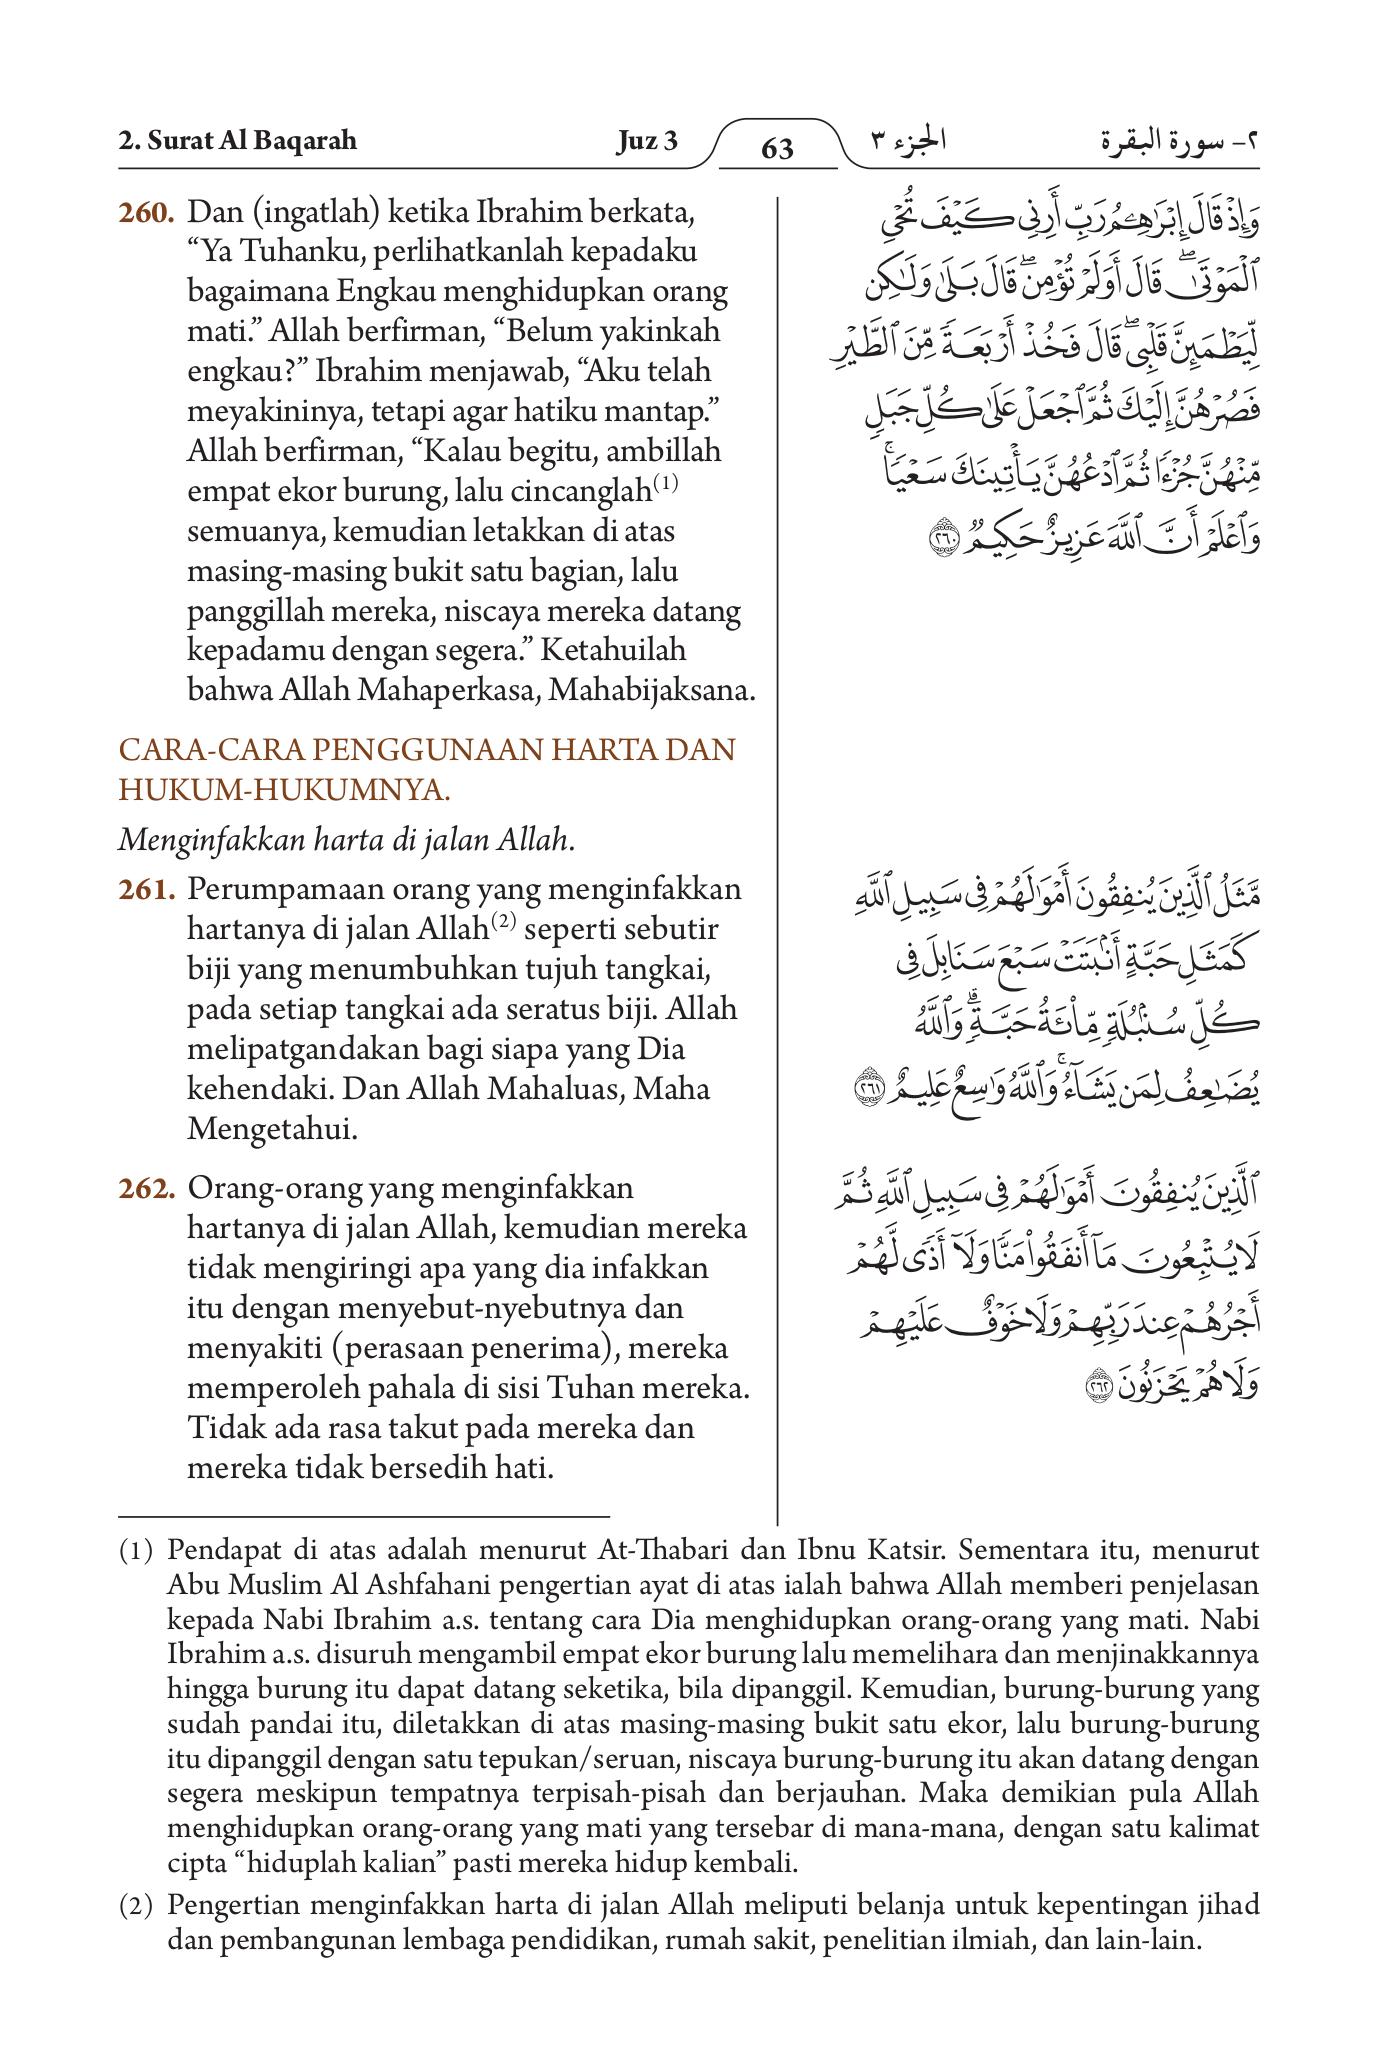 2. Surat Al Baqarah
Juz 3
63
الجزء ٣
٢- سورة البقرة
260. Dan (ingatlah) ketika Ibrahim berkata,
“Ya Tuhanku, perlihatkanlah kepadaku
bagaimana Engkau menghidupkan orang
mati.” Allah berfirman, “Belum yakinkah
engkau?” Ibrahim menjawab, “Aku telah
meyakininya, tetapi agar hatiku mantap.”
Allah berfirman, “Kalau begitu, ambillah
empat ekor burung, lalu cincanglah(1)
semuanya, kemudian letakkan di atas
masing-masing bukit satu bagian, lalu
panggillah mereka, niscaya mereka datang
kepadamu dengan segera.” Ketahuilah
bahwa Allah Mahaperkasa, Mahabijaksana.
وَإِذْ قَالَ إِبْرَٰهِـۧمُ رَبِّ أَرِنِى كَيْفَ تُحْىِ
ٱلْمَوْتَىٰ ۖ قَالَ أَوَلَمْ تُؤْمِن ۖ قَالَ بَلَىٰ وَلَـٰكِن
لِّيَطْمَئِنَّ قَلْبِى ۖ قَالَ فَخُذْ أَرْبَعَةً مِّنَ ٱلطَّيْرِ
فَصُرْهُنَّ إِلَيْكَ ثُمَّ ٱجْعَلْ عَلَىٰ كُلِّ جَبَلٍ
مِّنْهُنَّ جُزْءًا ثُمَّ ٱدْعُهُنَّ يَأْتِينَكَ سَعْيًا ۚ
وَٱعْلَمْ أَنَّ ٱللَّهَ عَزِيزٌ حَكِيمٌ ٢٦٠
CARA-CARA PENGGUNAAN HARTA DAN
HUKUM-HUKUMNYA.
Menginfakkan harta di jalan Allah.
261. Perumpamaan orang yang menginfakkan
hartanya di jalan Allah(2) seperti sebutir
biji yang menumbuhkan tujuh tangkai,
pada setiap tangkai ada seratus biji. Allah
melipatgandakan bagi siapa yang Dia
kehendaki. Dan Allah Mahaluas, Maha
Mengetahui.
مَّثَلُ ٱلَّذِينَ يُنفِقُونَ أَمْوَٰلَهُمْ فِى سَبِيلِ ٱللَّهِ
كَمَثَلِ حَبَّةٍ أَنۢبَتَتْ سَبْعَ سَنَابِلَ فِى
كُلِّ سُنۢبُلَةٍ مِّا۟ئَةُ حَبَّةٍ ۗ وَٱللَّهُ
يُضَـٰعِفُ لِمَن يَشَآءُ ۚ وَٱللَّهُ وَٰسِعٌ عَلِيمٌ ٢٦١
262. Orang-orang yang menginfakkan
hartanya di jalan Allah, kemudian mereka
tidak mengiringi apa yang dia infakkan
itu dengan menyebut-nyebutnya dan
menyakiti (perasaan penerima), mereka
memperoleh pahala di sisi Tuhan mereka.
Tidak ada rasa takut pada mereka dan
mereka tidak bersedih hati.
ٱلَّذِينَ يُنفِقُونَ أَمْوَٰلَهُمْ فِى سَبِيلِ ٱللَّهِ ثُمَّ
لَا يُتْبِعُونَ مَآ أَنفَقُوا۟ مَنًّا وَلَآ أَذًى لَّهُمْ
أَجْرُهُمْ عِندَ رَبِّهِمْ وَلَا خَوْفٌ عَلَيْهِمْ
وَلَا هُمْ يَحْزَنُونَ ٢٦٢
(1) Pendapat di atas adalah menurut At-Thabari dan Ibnu Katsir. Sementara itu, menurut
Abu Muslim Al Ashfahani pengertian ayat di atas ialah bahwa Allah memberi penjelasan
kepada Nabi Ibrahim a.s. tentang cara Dia menghidupkan orang-orang yang mati. Nabi
Ibrahim a.s. disuruh mengambil empat ekor burung lalu memelihara dan menjinakkannya
hingga burung itu dapat datang seketika, bila dipanggil. Kemudian, burung-burung yang
sudah pandai itu, diletakkan di atas masing-masing bukit satu ekor, lalu burung-burung
itu dipanggil dengan satu tepukan/seruan, niscaya burung-burung itu akan datang dengan
segera meskipun tempatnya terpisah-pisah dan berjauhan. Maka demikian pula Allah
menghidupkan orang-orang yang mati yang tersebar di mana-mana, dengan satu kalimat
cipta “hiduplah kalian” pasti mereka hidup kembali.
(2) Pengertian menginfakkan harta di jalan Allah meliputi belanja untuk kepentingan jihad
dan pembangunan lembaga pendidikan, rumah sakit, penelitian ilmiah, dan lain-lain.